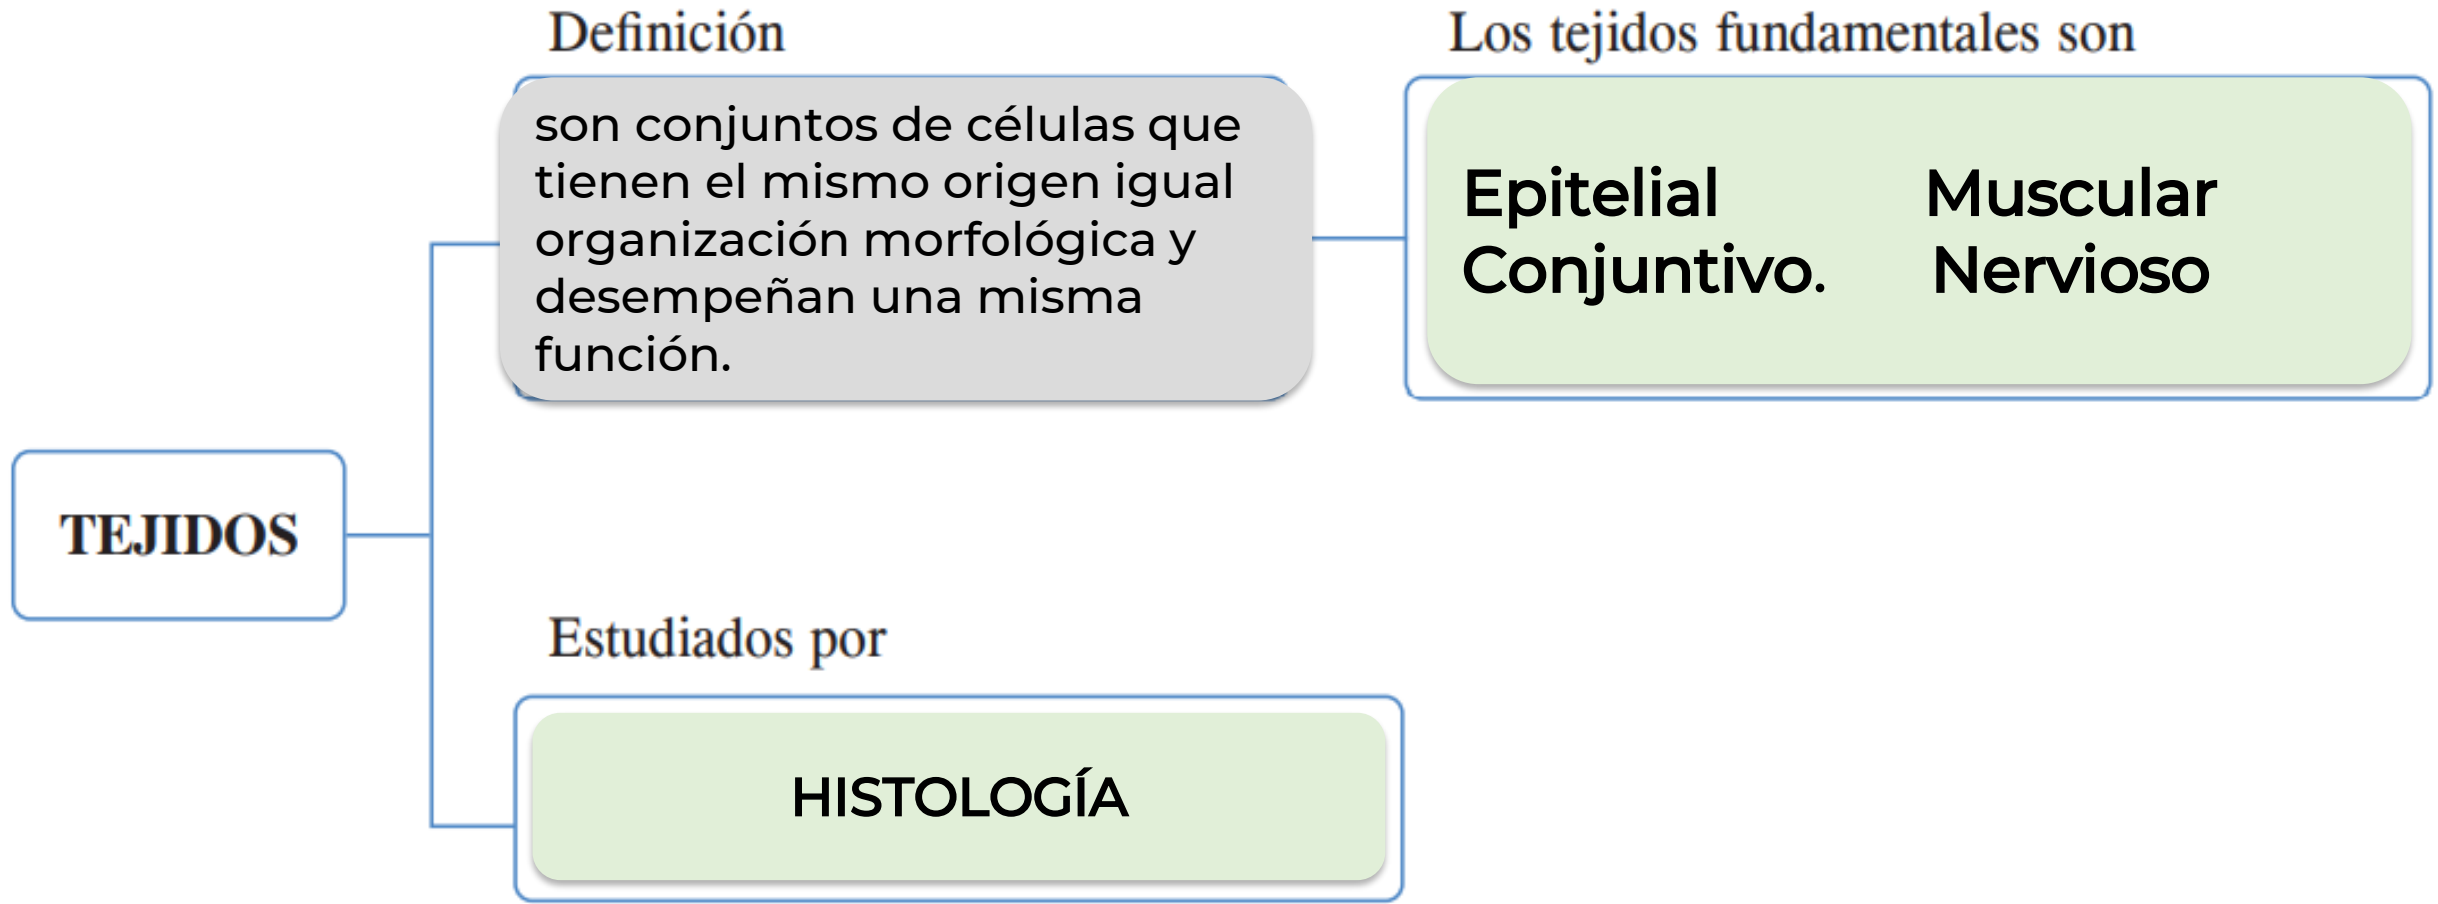 Definición
son conjuntos de células que
tienen el mismo origen igual
organización morfológica y
desempeñan una misma
función.
Los tejidos fundamentales son
Epitelial Muscular
Conjuntivo. Nervioso
TEJIDOS
Estudiados por
HISTOLOGÍA